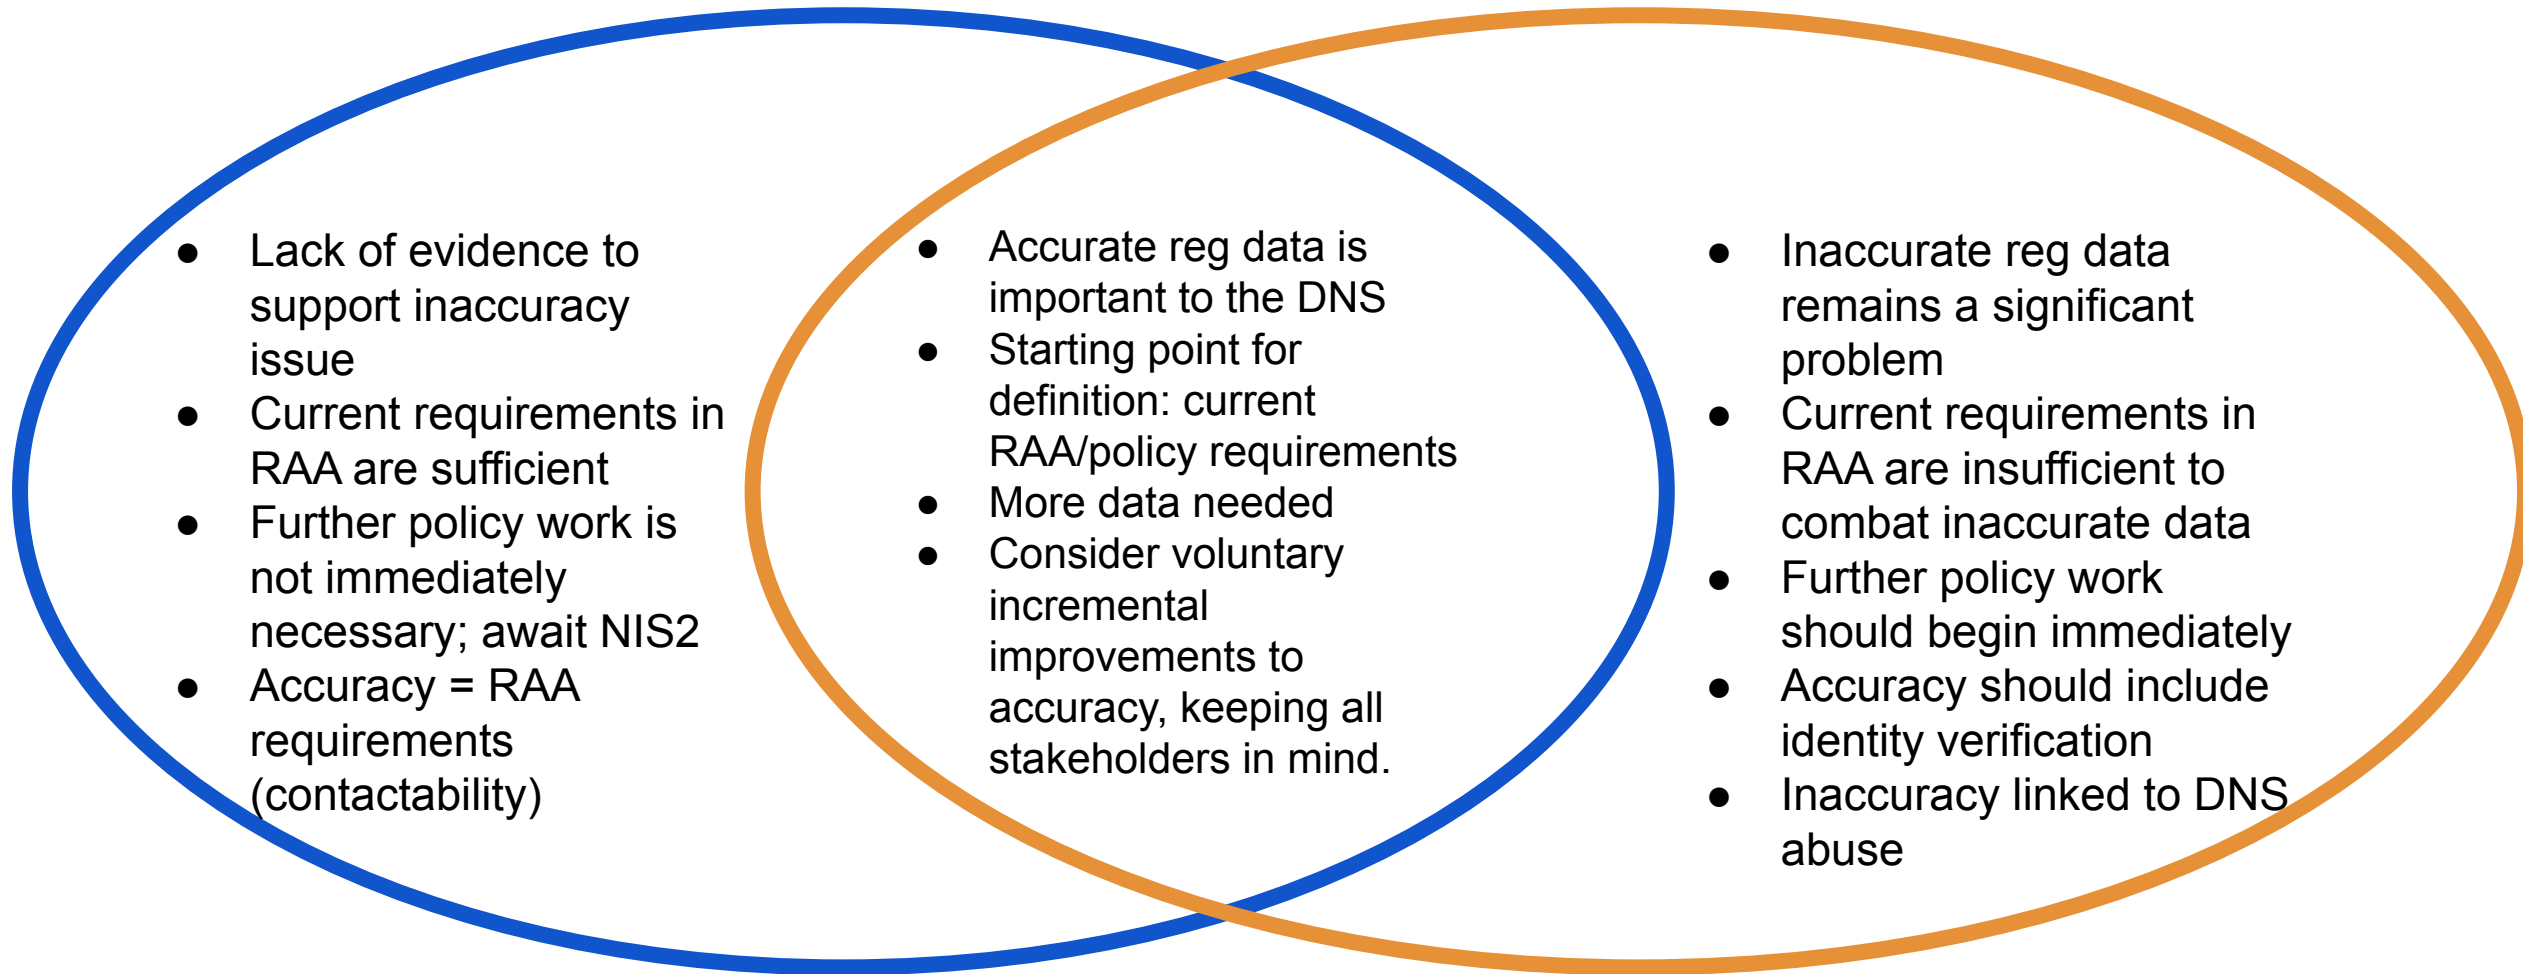 ● Lack of evidence to
support inaccuracy
issue
● Current requirements in
RAA are sufficient
● Further policy work is
not immediately
necessary; await NIS2
● Accuracy = RAA
requirements
(contactability)
● Accurate reg data is
important to the DNS
● Starting point for
definition: current
RAA/policy requirements
● More data needed
● Consider voluntary
incremental
improvements to
accuracy, keeping all
stakeholders in mind.
● Inaccurate reg data
remains a significant
problem
● Current requirements in
RAA are insufficient to
combat inaccurate data
● Further policy work
should begin immediately
● Accuracy should include
identity verification
● Inaccuracy linked to DNS
abuse